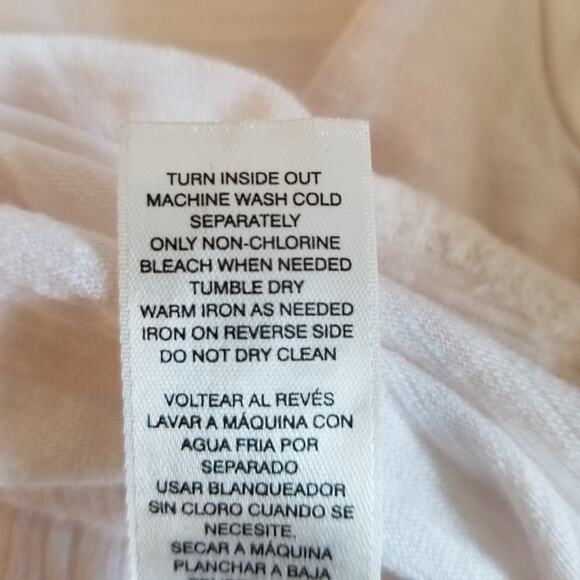 TURN INSIDE OUT
MACHINE WASH COLD
SEPARATELY
ONLY NON-CHLORINE
BLEACH WHEN NEEDED
TUMBLE DRY
WARM IRON AS NEEDED
IRON ON REVERSE SIDE
DO NOT DRY CLEAN
VOLTEAR AL REVÉS
LAVAR A MÁQUINA CON
AGUA FRIA POR
SEPARADO
USAR BLANQUEADOR
SIN CLORO CUANDO SE
NECESITE.
SECAR A MÁQUINA
PLANCHAR A BAJA